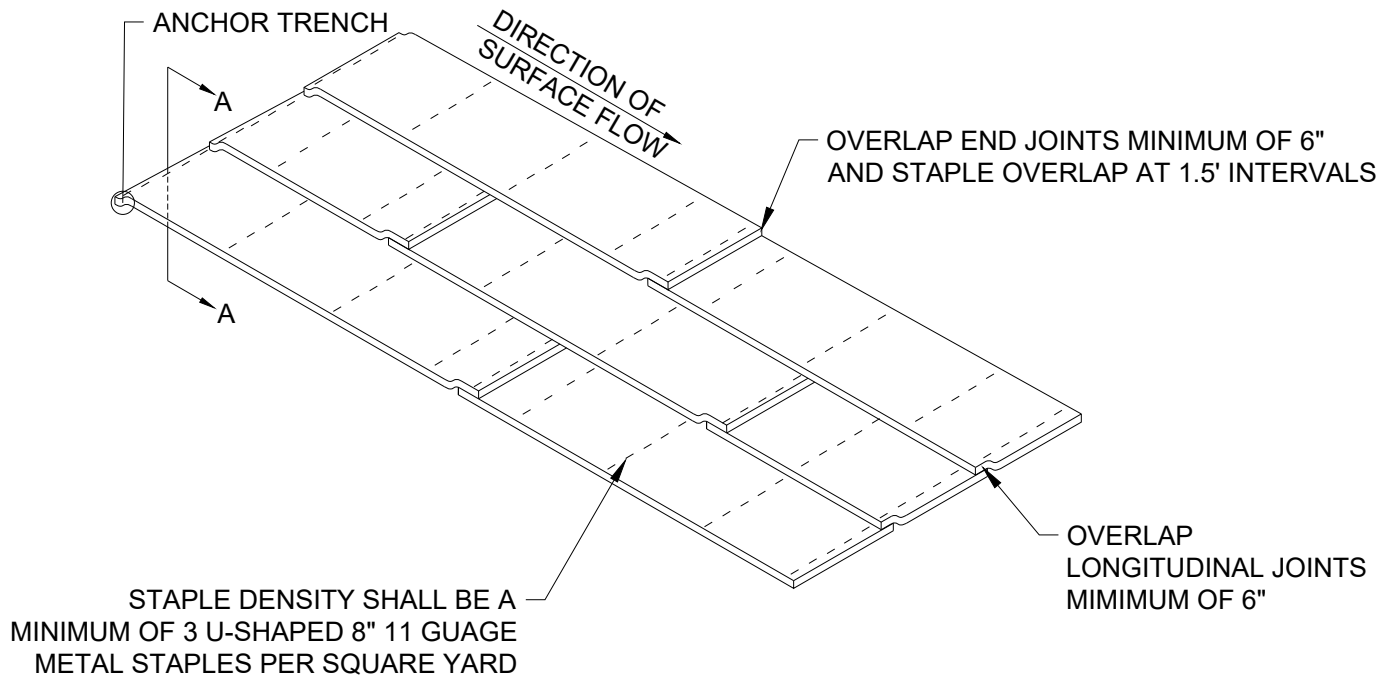 ANCHOR TRENCH
DIRECTION OF
SURFACE FLOW
A
OVERLAP END JOINTS MINIMUM OF 6"
AND STAPLE OVERLAP AT 1.5' INTERVALS
A
OVERLAP
LONGITUDINAL JOINTS
MIMIMUM OF 6"
STAPLE DENSITY SHALL BE A
MINIMUM OF 3 U-SHAPED 8" 11 GUAGE
METAL STAPLES PER SQUARE YARD